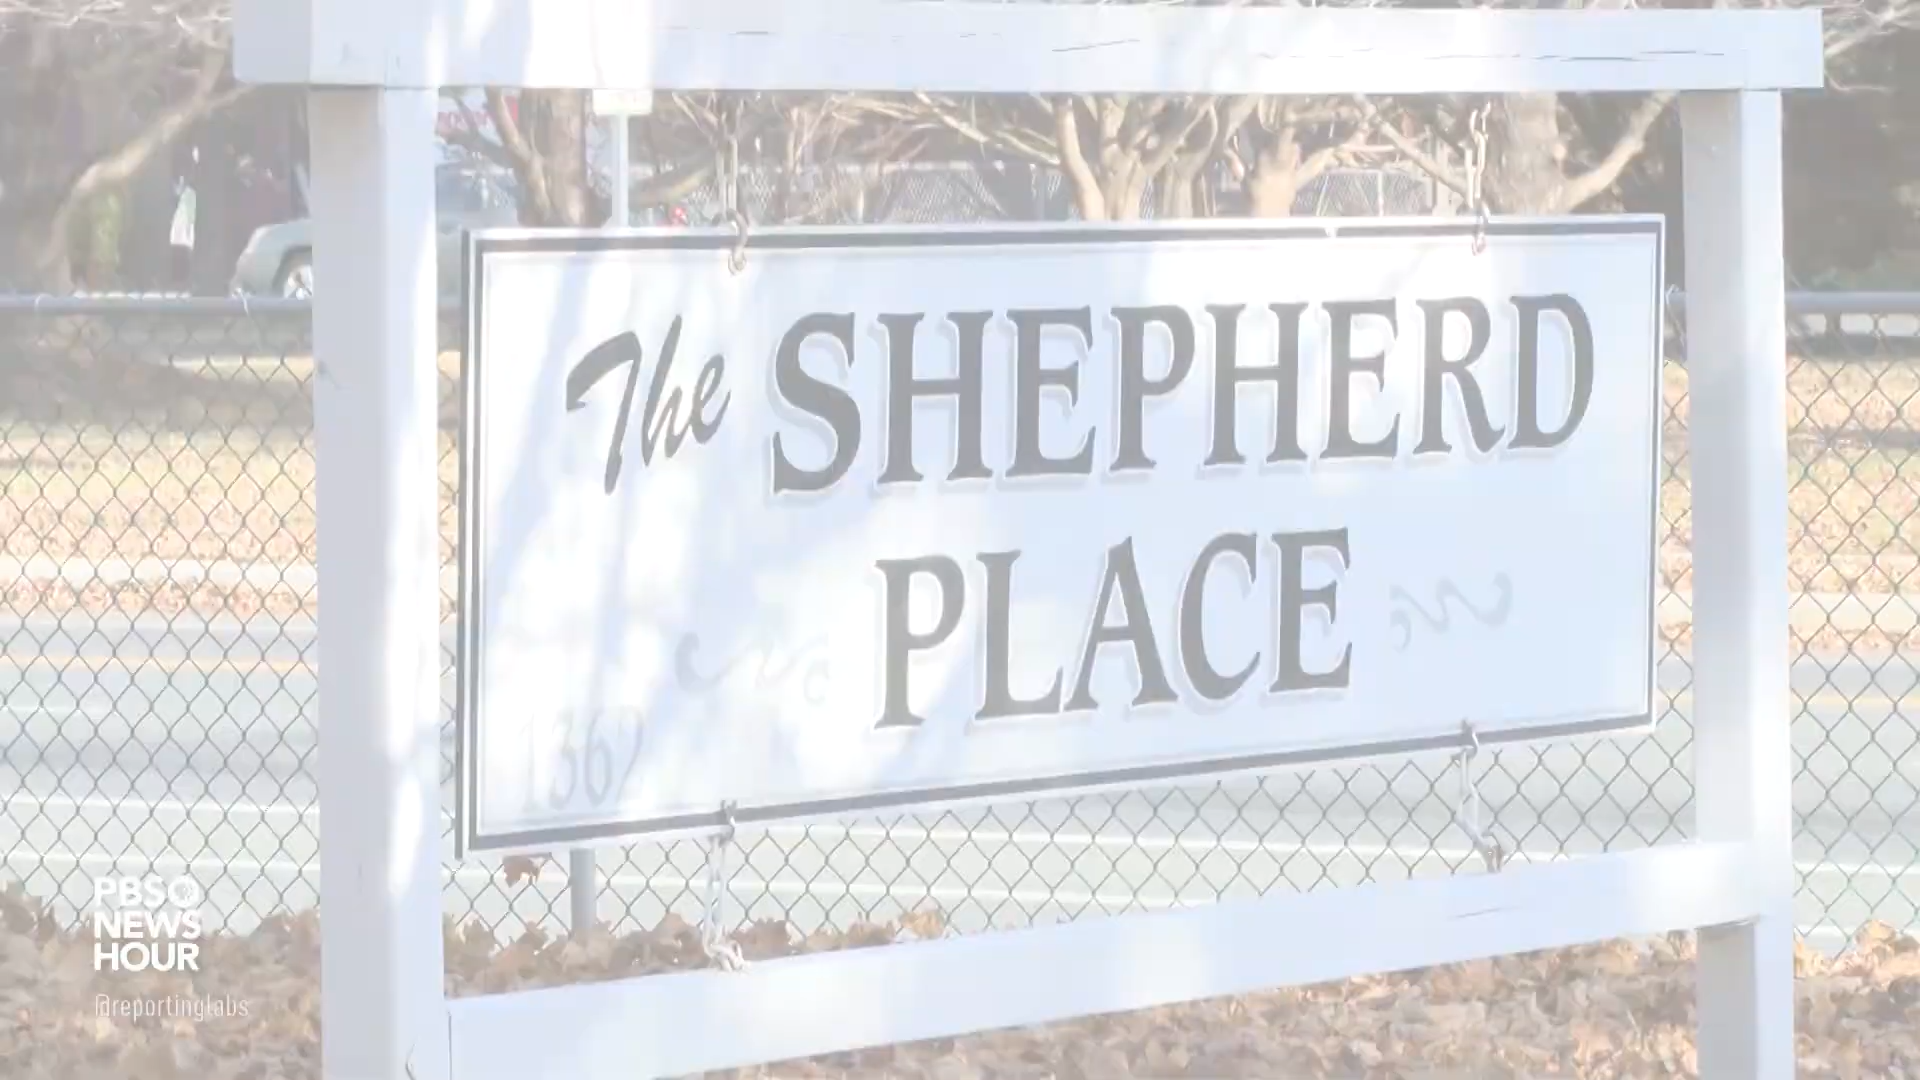 The SHEPHERD
PLACE
1362
PBS NEWS HOUR
@reportinglabs